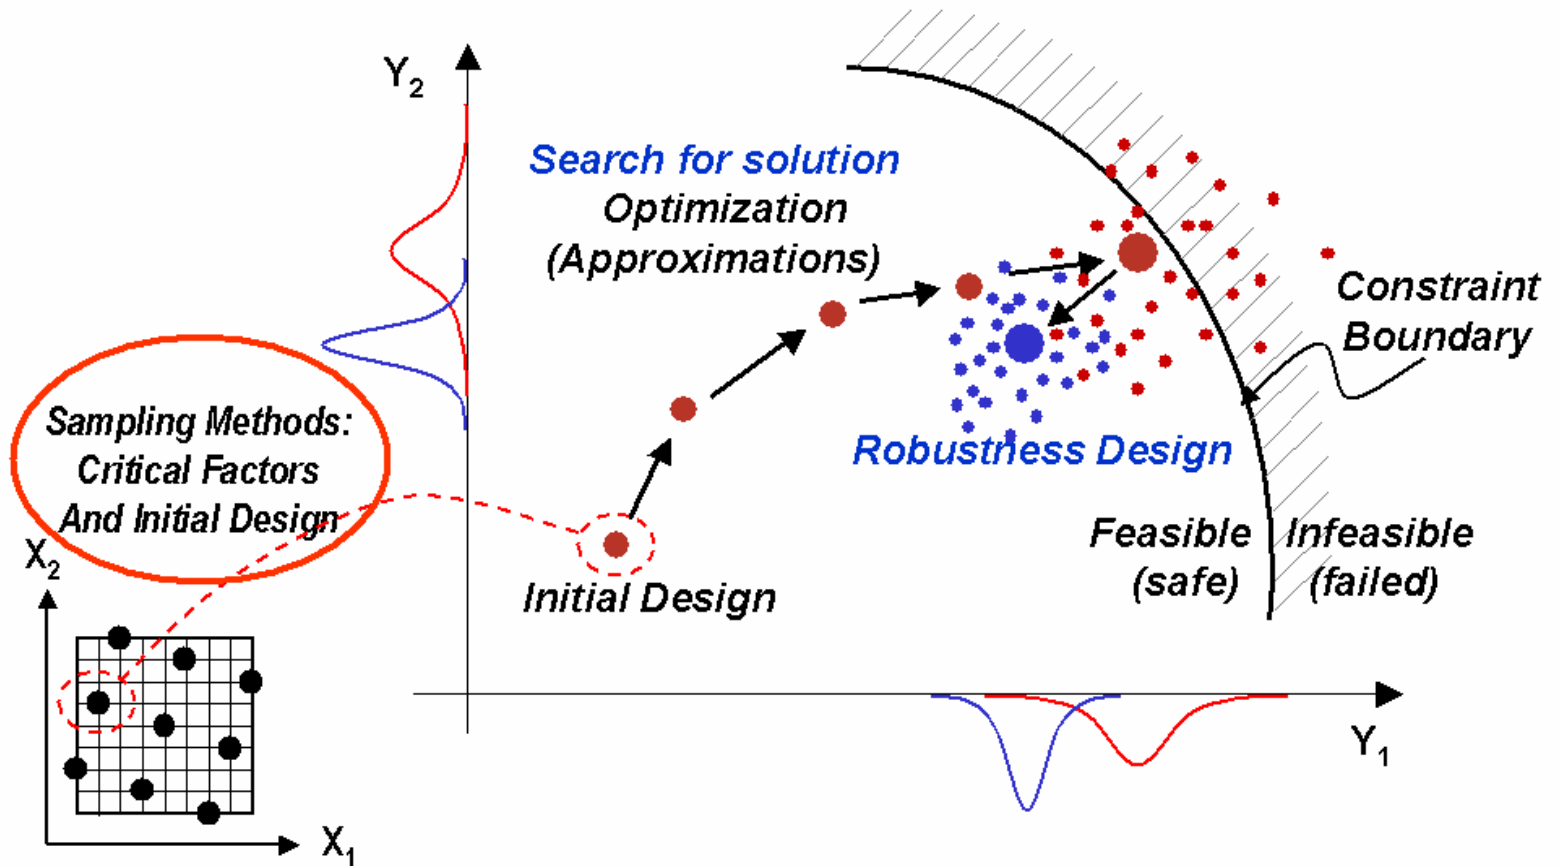 Y2
Search for solution
Optimization
(Approximations)
Constraint
Boundary
Sampling Methods:
Critical Factors
And Initial Design
Robustness Design
Feasible
(safe)
Infeasible
(failed)
Initial Design
X2
Y1
X1